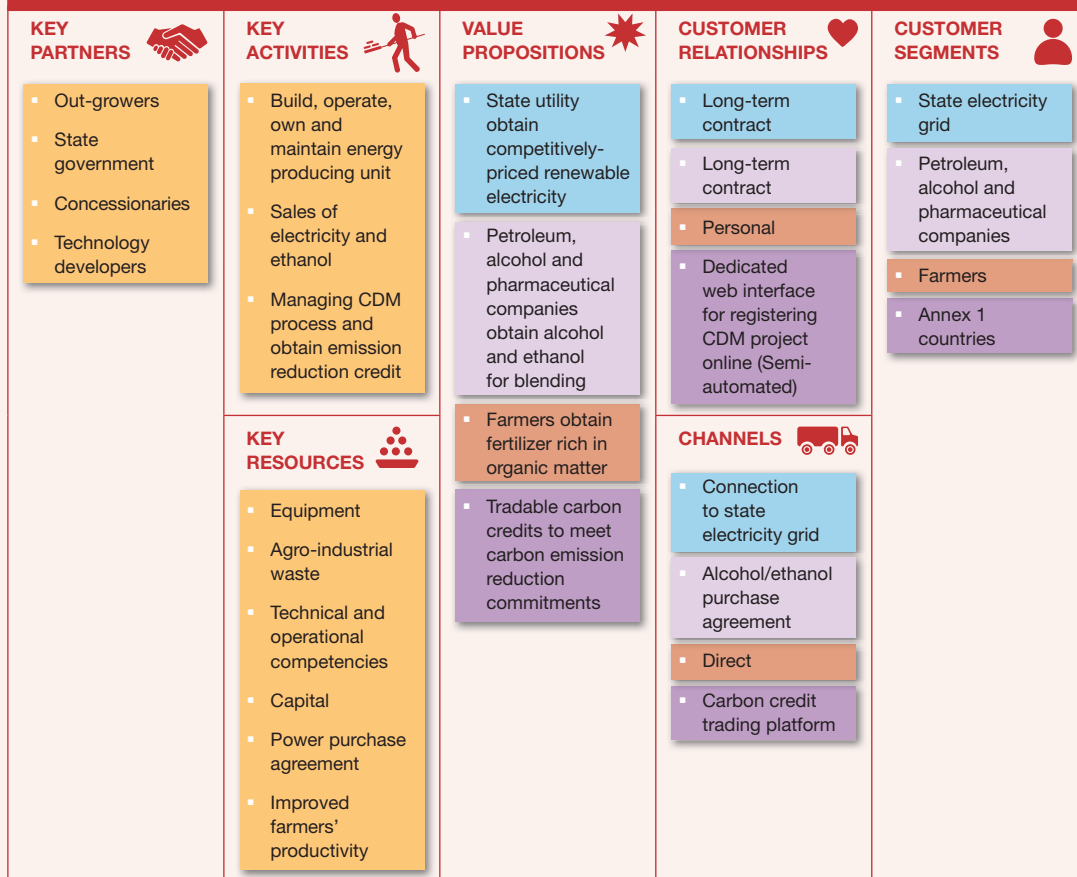 KEY
PARTNERS
Out-growers
State
government
Concessionaries
Technology
developers
KEY
ACTIVITIES
Build, operate,
own and
maintain energy
producing unit
Sales of
electricity and
ethanol
Managing CDM
process and
obtain emission
reduction credit
KEY
RESOURCES
Equipment
Agro-industrial
waste
Technical and
operational
competencies
Capital
Power purchase
agreement
Improved
farmers'
productivity
VALUE
PROPOSITIONS
State utility
obtain
competitively-
priced renewable
electricity
Petroleum,
alcohol and
pharmaceutical
companies
obtain alcohol
and ethanol
for blending
Farmers obtain
fertilizer rich in
organic matter
Tradable carbon
credits to meet
carbon emission
reduction
commitments
CUSTOMER
RELATIONSHIPS
Long-term
contract
Long-term
contract
Personal
Dedicated
web interface
for registering
CDM project
online (Semi-
automated)
CHANNELS
Connection
to state
electricity grid
Alcohol/ethanol
purchase
agreement
Direct
Carbon credit
trading platform
CUSTOMER
SEGMENTS
State electricity
grid
Petroleum,
alcohol and
pharmaceutical
companies
Farmers
Annex 1
countries